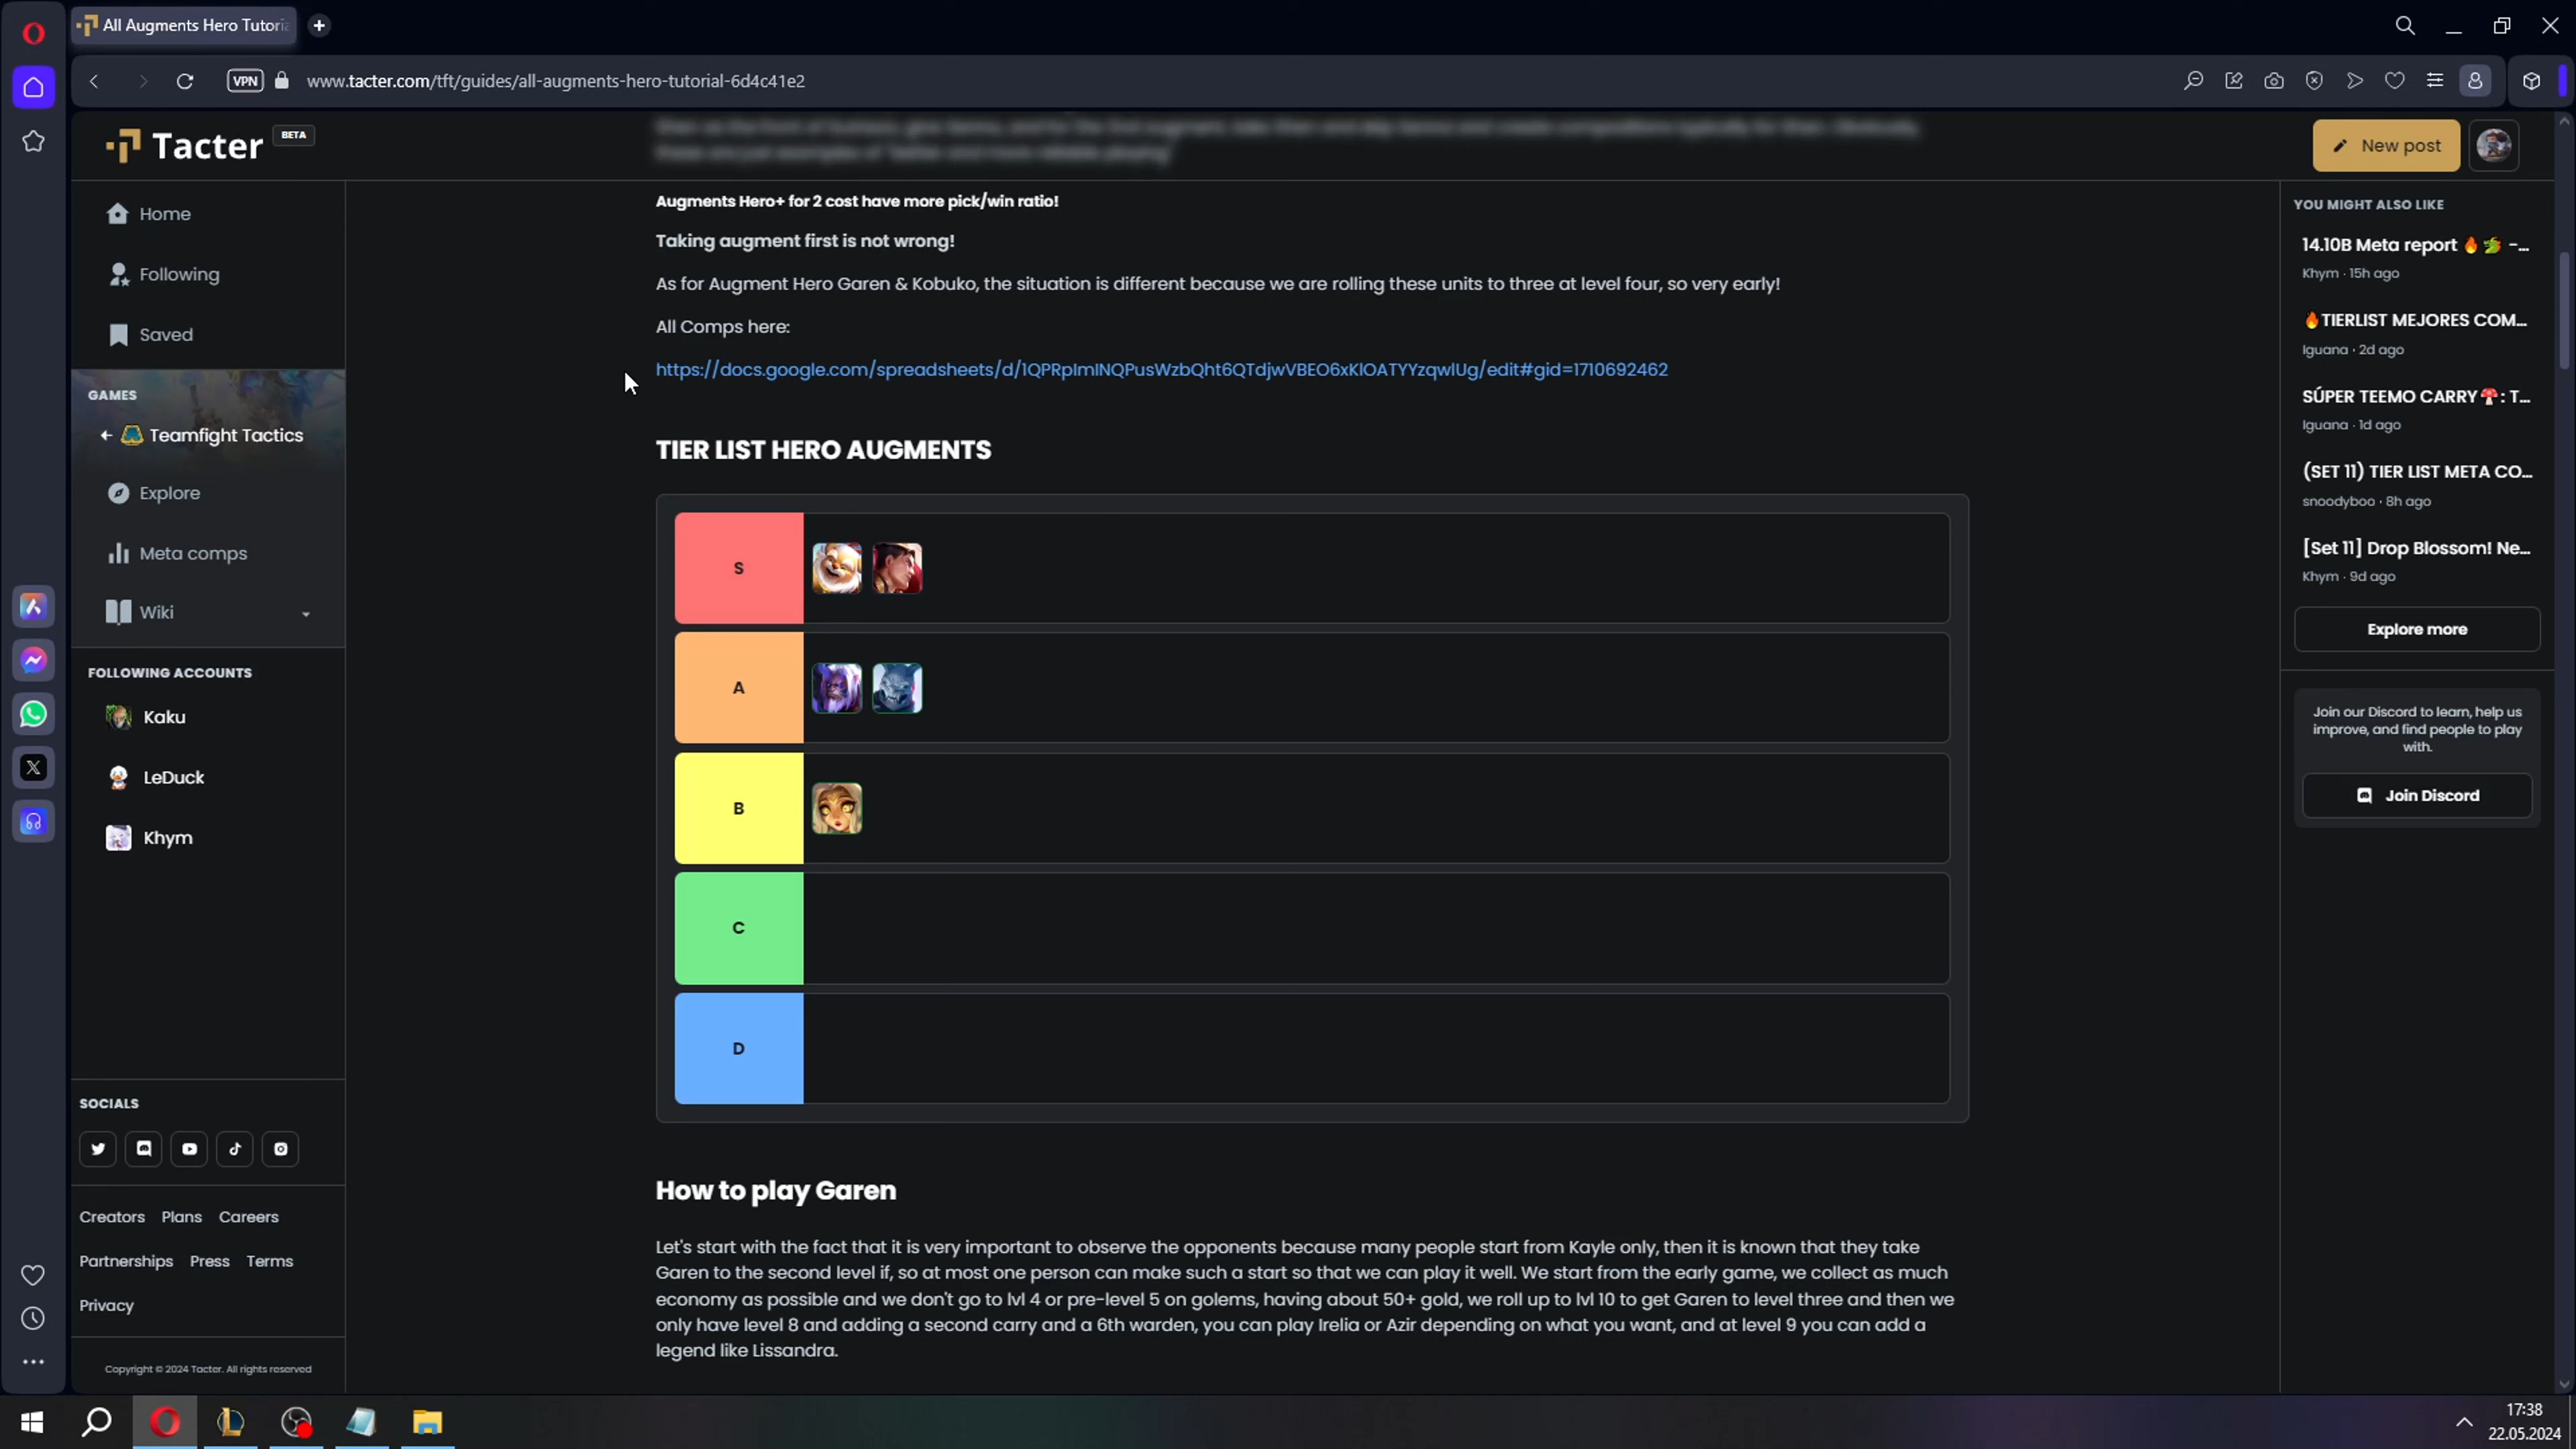 All Augments Hero Tutoria
VPN
www.tacter.com/tft/guides/all-augments-hero-tutorial-6d4c41e2
Tacter
BETA
New post
Home
Following
Saved
GAMES
Teamfight Tactics
Explore
Meta comps
Wiki
FOLLOWING ACCOUNTS
Kaku
LeDuck
Khym
SOCIALS
Creators Plans Careers
Partnerships Press Terms
Privacy
Copyright © 2024 Tacter. All rights reserved
these are just examples of "better and more reliable playing"
Augments Hero+ for 2 cost have more pick/win ratio!
Taking augment first is not wrong!
As for Augment Hero Garen & Kobuko, the situation is different because we are rolling these units to three at level four, so very early!
All Comps here:
https://docs.google.com/spreadsheets/d/1QPRpImINQPusWzbQht6QTdjwVBEO6xKlOATYYzqwIUg/edit#gid=1710692462
TIER LIST HERO AUGMENTS
S
A
B
C
D
How to play Garen
Let's start with the fact that it is very important to observe the opponents because many people start from Kayle only, then it is known that they take
Garen to the second level if, so at most one person can make such a start so that we can play it well. We start from the early game, we collect as much
economy as possible and we don't go to lvl 4 or pre-level 5 on golems, having about 50+ gold, we roll up to lvl 10 to get Garen to level three and then we
only have level 8 and adding a second carry and a 6th warden, you can play Irelia or Azir depending on what you want, and at level 9 you can add a
legend like Lissandra.
YOU MIGHT ALSO LIKE
14.10B Meta report 🔥🐲 -...
Khym · 15h ago
🔥TIERLIST MEJORES COM...
Iguana · 2d ago
SÚPER TEEMO CARRY🍄: T...
Iguana · 1d ago
(SET 11) TIER LIST META CO...
snoodyboo · 8h ago
[Set 11] Drop Blossom! Ne...
Khym · 9d ago
Explore more
Join our Discord to learn, help us
improve, and find people to play
with.
Join Discord
17:38
22.05.2024